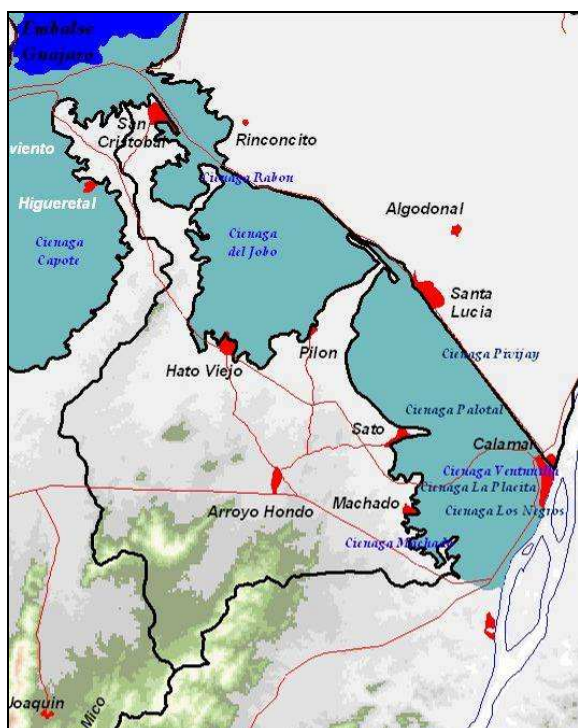 Embalse
Guajaro
San
Cristobal
Rinconcito
viento
Cienaga Rabon
Higueretal
Algodonal
Cienaga
Capote
Cienaga
del Jobo
Santa
Lucia
Pilon
Cienaga Pivijay
Hato Viejo
Cienaga Palotal
Sato
Calamar
Cienaga La Placita
Machado
Arroyo Hondo
Cienaga Los Negros
Cienaga Machado
Joaquin
Mico